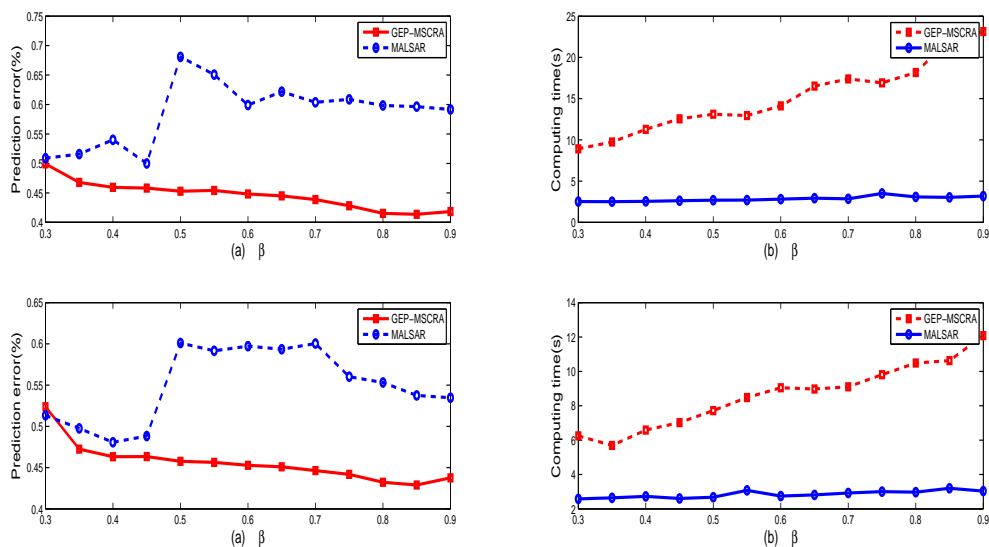 0.75
0.7
0.65
0.6
0.55
0.5
0.45
0.4
Prediction error(%)
GEP−MSCRA
MALSAR
0.3 0.4 0.5 0.6 0.7 0.8 0.9
(a) β
25
20
15
10
5
0
Computing time(s)
GEP−MSCRA
MALSAR
0.3 0.4 0.5 0.6 0.7 0.8 0.9
(b) β
0.65
0.6
0.55
0.5
0.45
0.4
Prediction error(%)
GEP−MSCRA
MALSAR
0.3 0.4 0.5 0.6 0.7 0.8 0.9
(a) β
14
12
10
8
6
4
2
Computing time(s)
GEP−MSCRA
MALSAR
0.3 0.4 0.5 0.6 0.7 0.8 0.9
(b) β